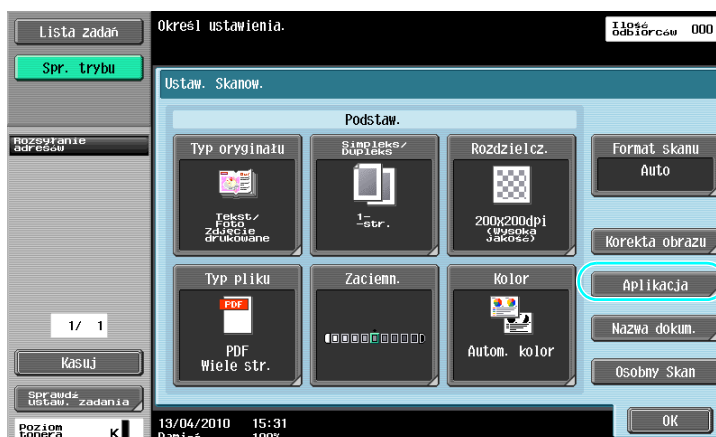 Lista zadań
Określ ustawienia.
Ilość
odbiorców 000
Spr. trybu
Ustaw. Skanow.
Podstaw.
Rozsyłanie
adresów
Typ oryginału
Simpleks/
Dupleks
Rozdzielcz.
Format skanu
Auto
Tekst/
Foto
Zdjęcie
drukowane
1-
-str.
200X200dpi
(Wysoka
Jakość)
Korekta obrazu
Typ pliku
Zaciemn.
Kolor
Aplikacja
PDF
1/ 1
PDF
Wiele str.
Autom. kolor
Nazwa dokum.
Kasuj
Osobny Skan
Sprawdź
ustaw. zadania
OK
Poziom
tonera K
13/04/2010 15:31
Pamięć 100%